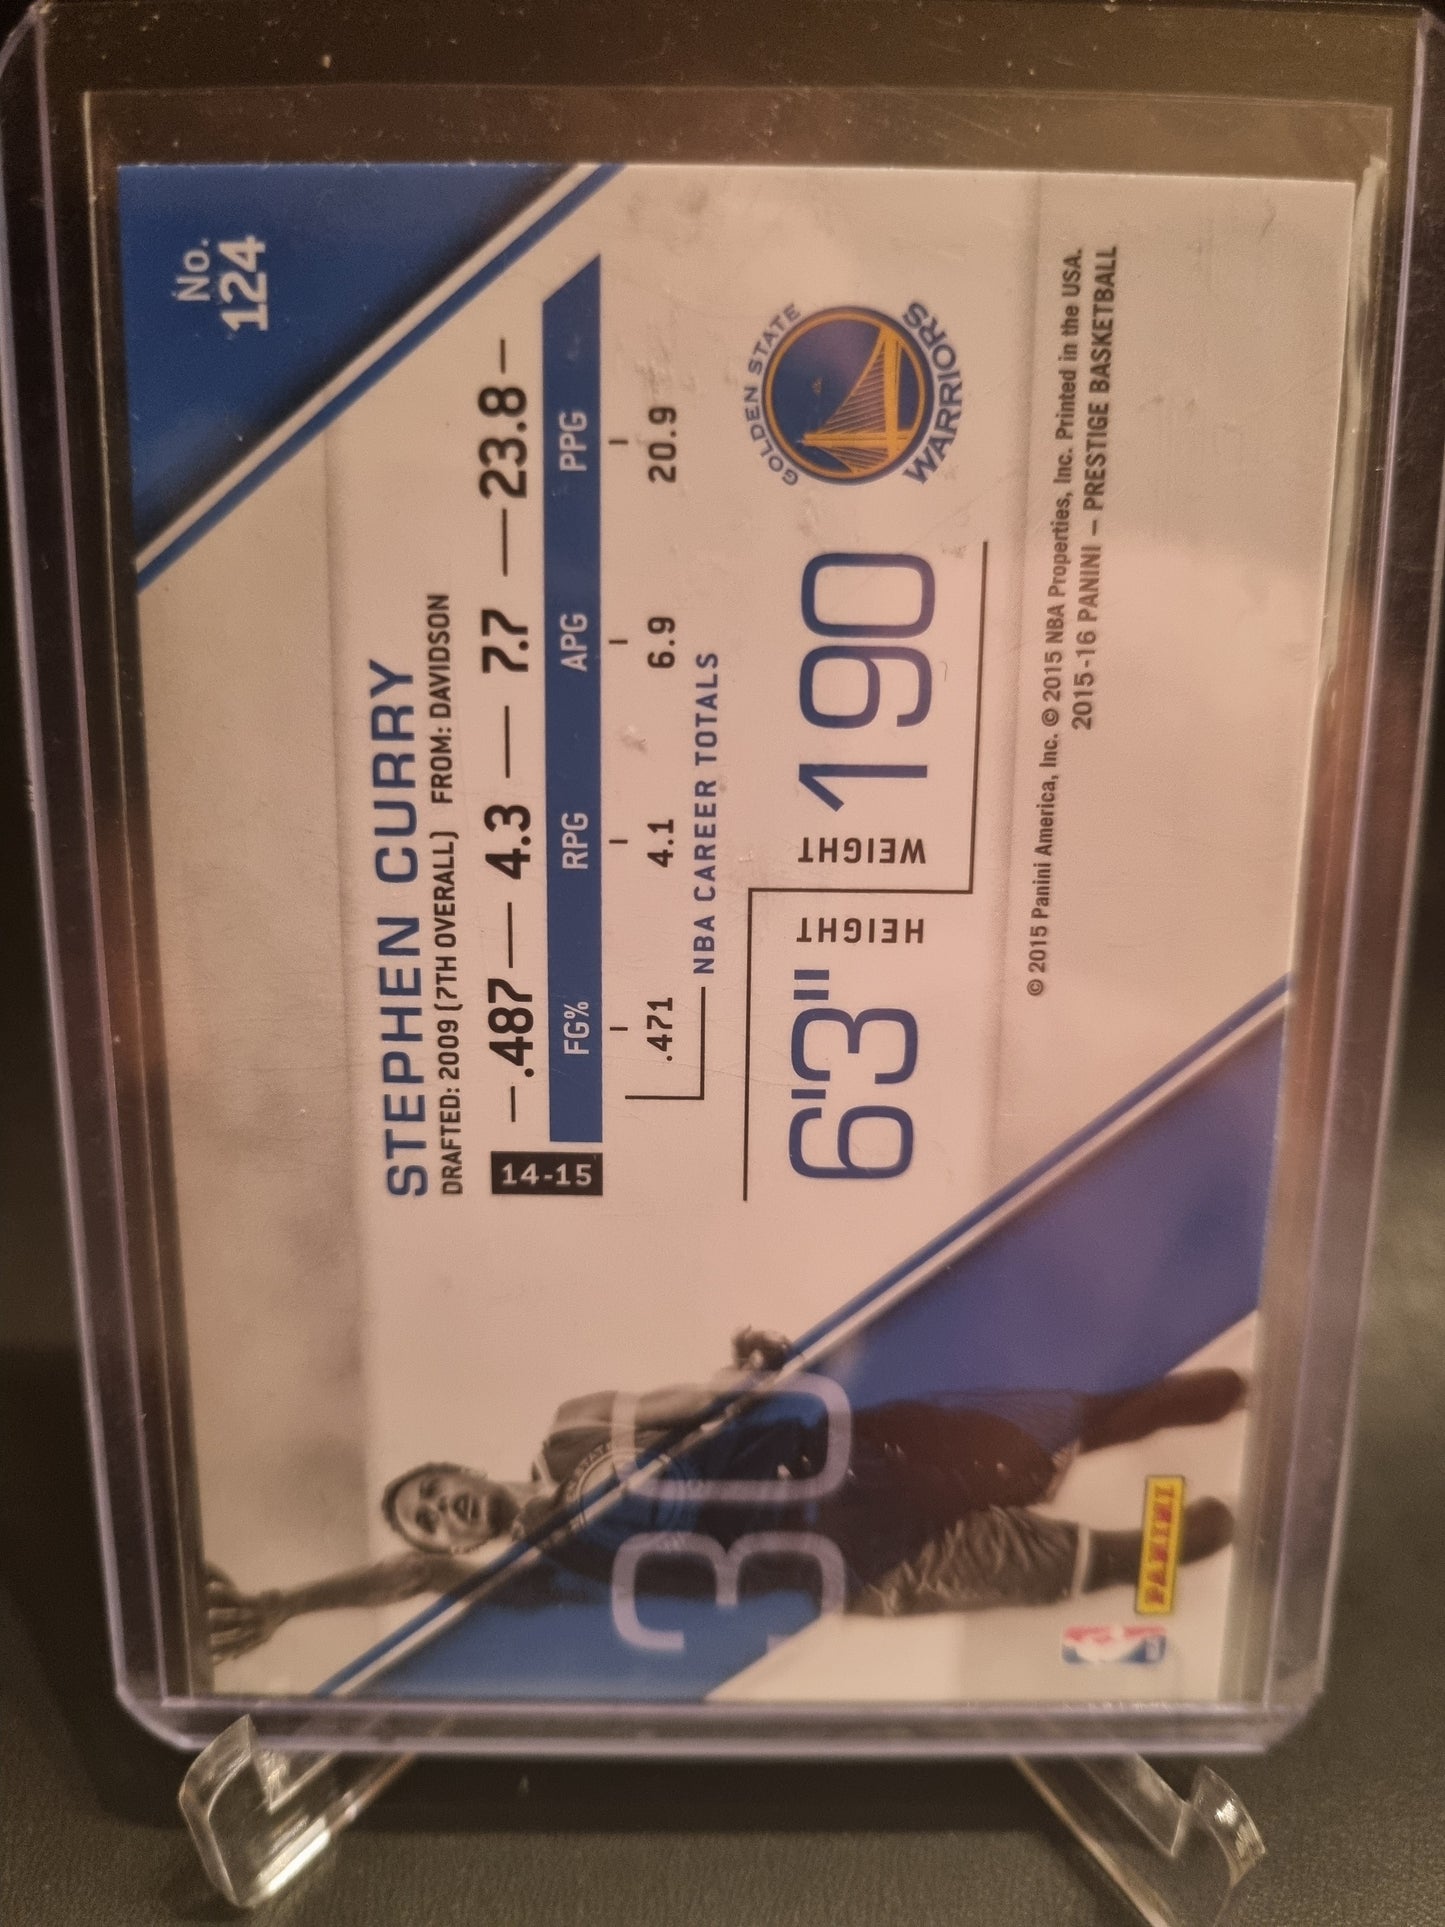 No.
124
STEPHEN CURRY
DRAFTED: 2009 (7TH OVERALL) FROM: DAVIDSON
14-15
.487 4.3 7.7 23.8
FG% RPG APG PPG
.471 4.1 6.9 20.9
NBA CAREER TOTALS
6'3" HEIGHT WEIGHT 190
GOLDEN STATE
WARRIORS
30
© 2015 Panini America, Inc. © 2015 NBA Properties, Inc. Printed in the USA.
2015-16 PANINI – PRESTIGE BASKETBALL
PANINI